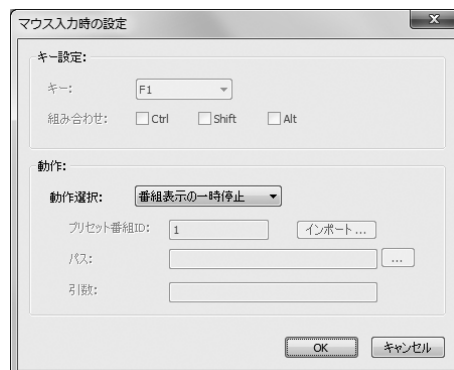 マウス入力時の設定
キー設定:
キー: F1
組み合わせ: Ctrl Shift Alt
動作:
動作選択: 番組表示の一時停止
プリセット番組ID: 1 インポート ...
パス: ...
引数:
OK キャンセル